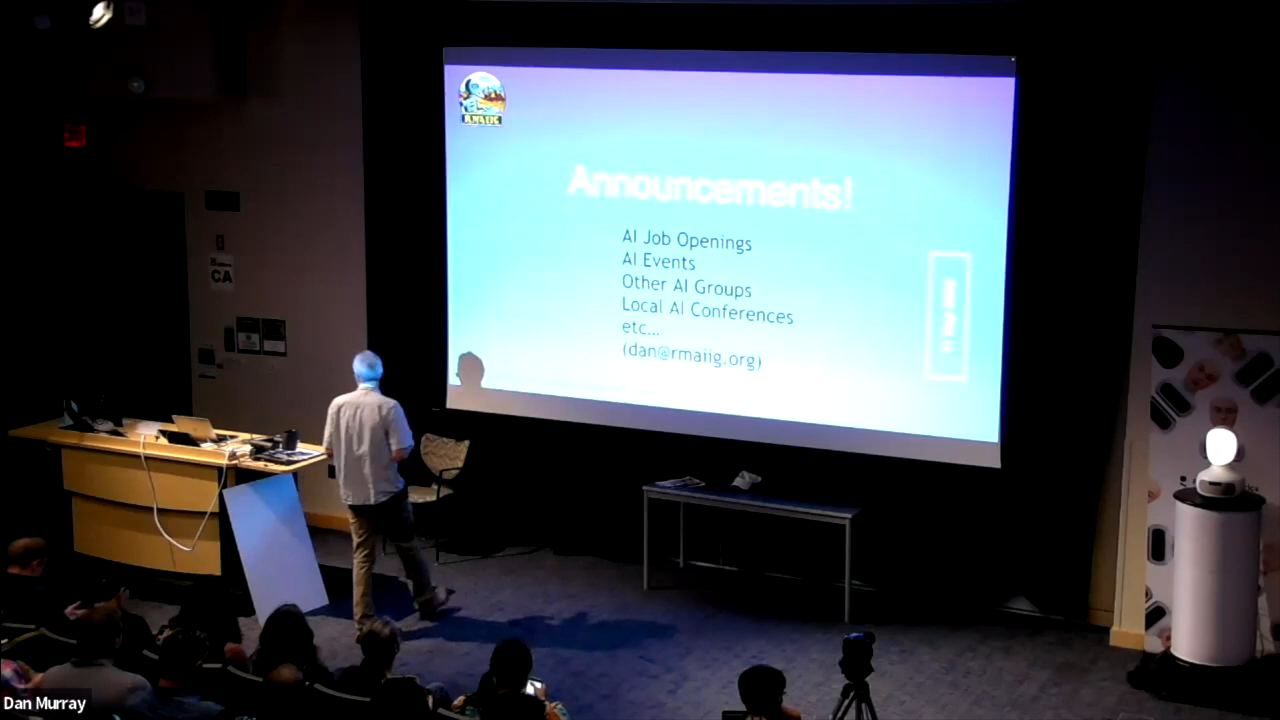 RMAIIG
Announcements!
AI Job Openings
AI Events
Other AI Groups
Local AI Conferences
etc...
(dan@rmaiig.org)
CA
Dan Murray